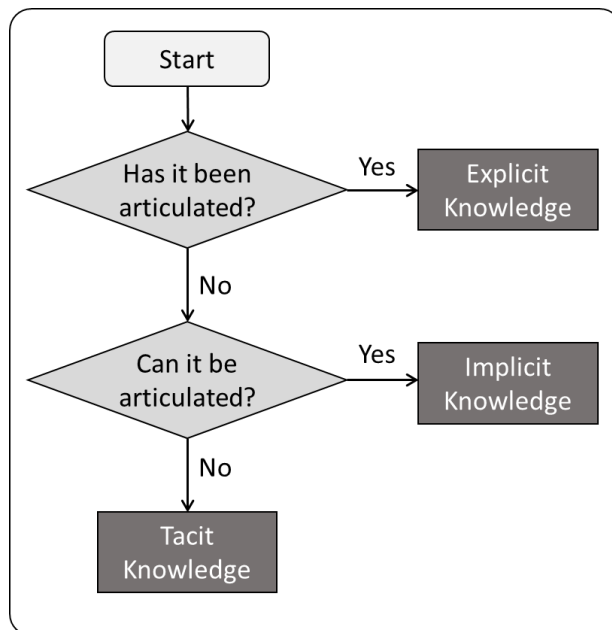 Start
Has it been
articulated?
Yes
Explicit
Knowledge
No
Can it be
articulated?
Yes
Implicit
Knowledge
No
Tacit
Knowledge